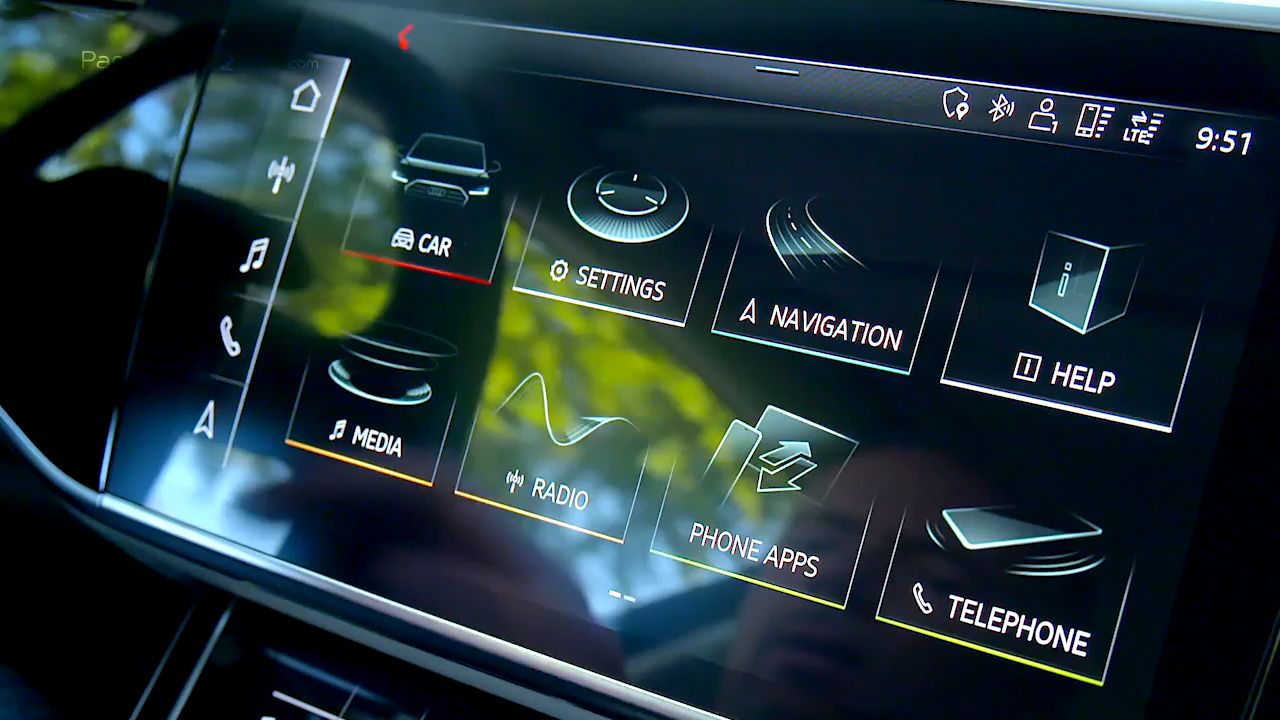 LTE 9:51
CAR
SETTINGS
NAVIGATION
HELP
MEDIA
RADIO
PHONE APPS
TELEPHONE